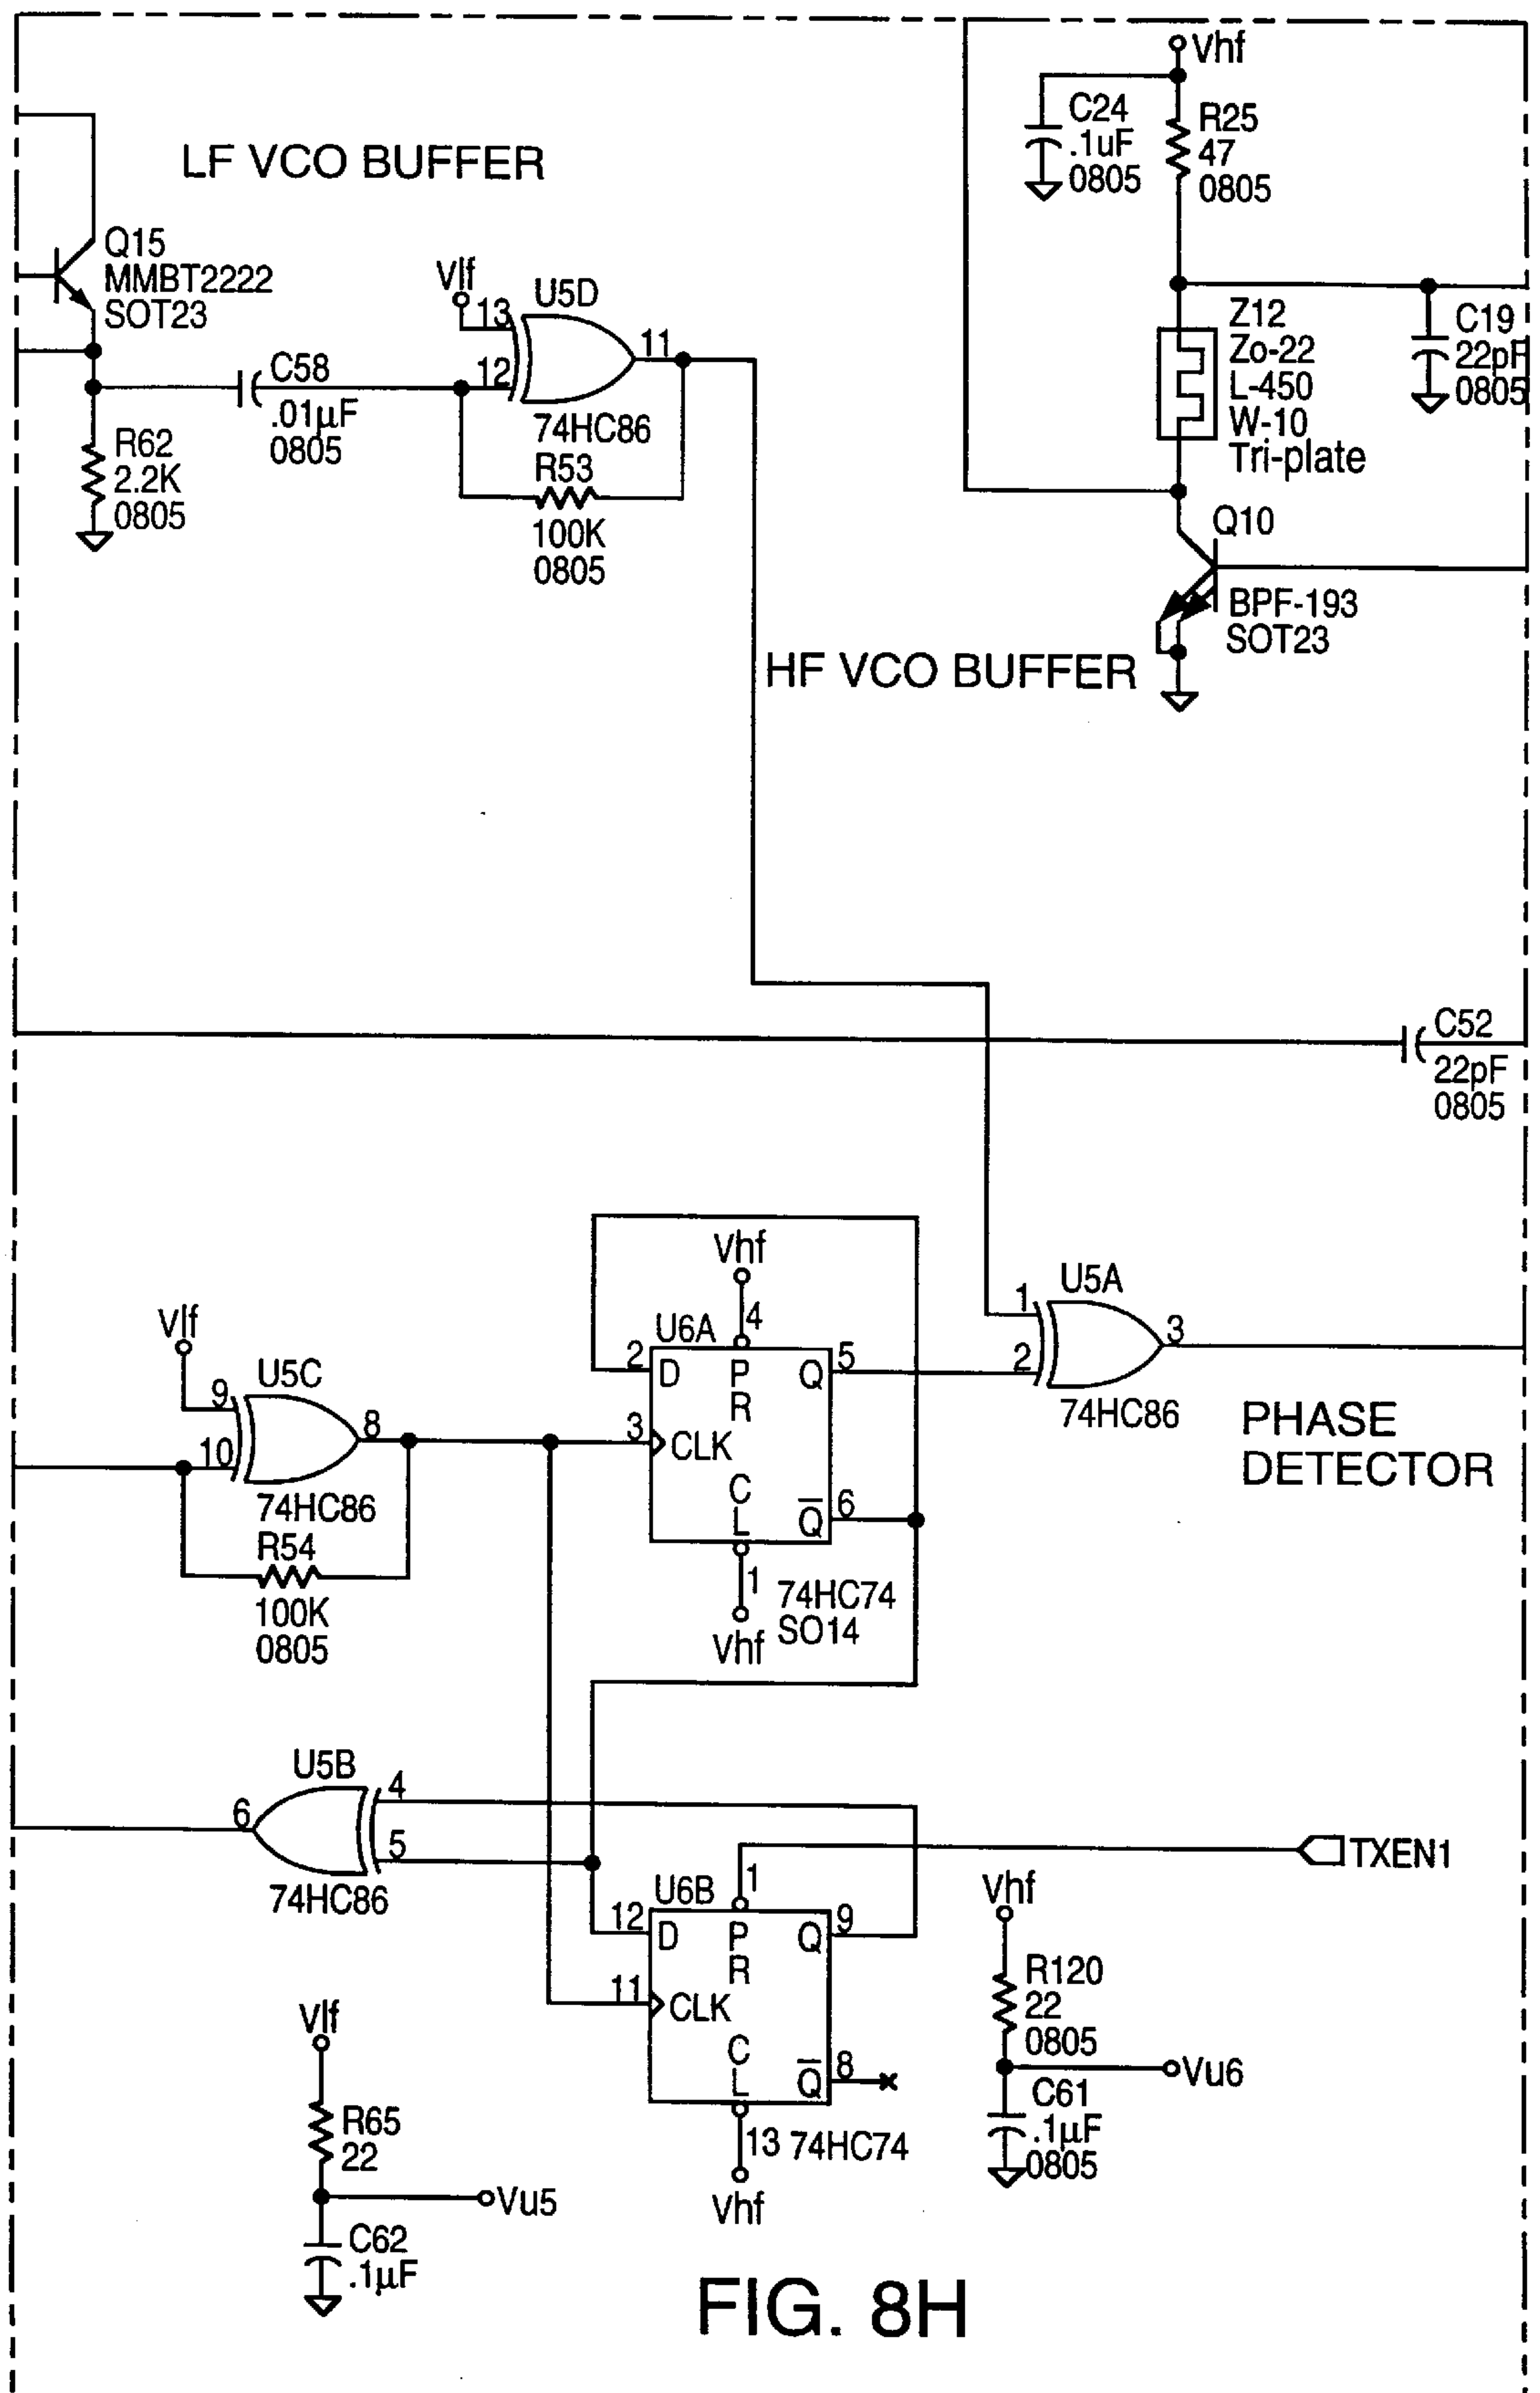 Vhf
C24
.1uF
0805
R25
47
0805
LF VCO BUFFER
Q15
MMBT2222
SOT23
Vlf
13
U5D
12
11
74HC86
C58
.01µF
0805
R53
100K
0805
R62
2.2K
0805
Z12
Zo-22
L-450
W-10
Tri-plate
C19
22pF
0805
Q10
BPF-193
SOT23
HF VCO BUFFER
C52
22pF
0805
Vhf
4
U6A
2
D
P
R
Q
5
3
CLK
C
L
Q̅
6
1
Vhf
74HC74
SO14
U5A
1
2
3
74HC86
PHASE
DETECTOR
Vlf
U5C
9
10
8
74HC86
R54
100K
0805
U5B
4
6
5
74HC86
TXEN1
1
U6B
12
D
P
R
Q
9
11
CLK
C
L
Q̅
8
13
74HC74
Vhf
Vhf
R120
22
0805
Vu6
C61
.1µF
0805
Vlf
R65
22
Vu5
C62
.1µF
FIG. 8H